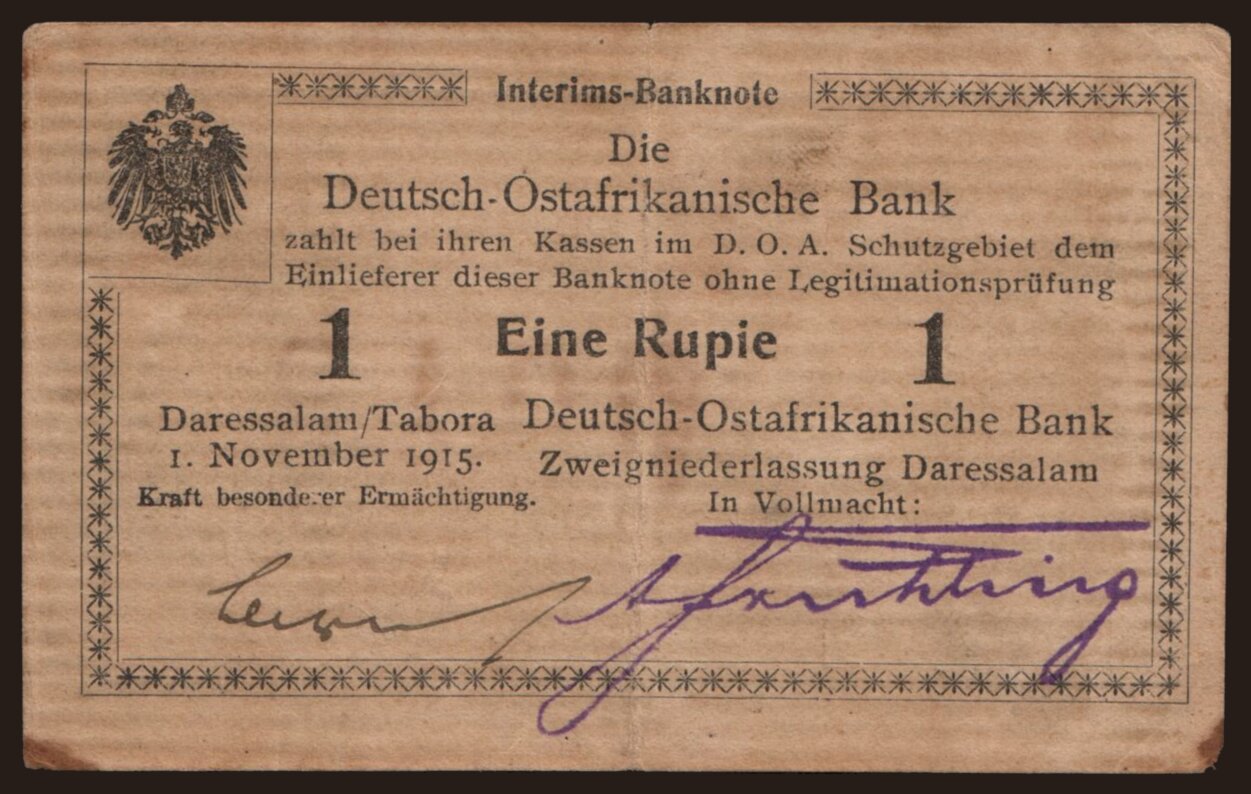 Interims-Banknote
Die
Deutsch-Ostafrikanische Bank
zahlt bei ihren Kassen im D. O. A. Schutzgebiet dem
Einlieferer dieser Banknote ohne Legitimationsprüfung
1 Eine Rupie 1
Daressalam/Tabora
1. November 1915.
Kraft besonderer Ermächtigung.
Deutsch-Ostafrikanische Bank
Zweigniederlassung Daressalam
In Vollmacht: